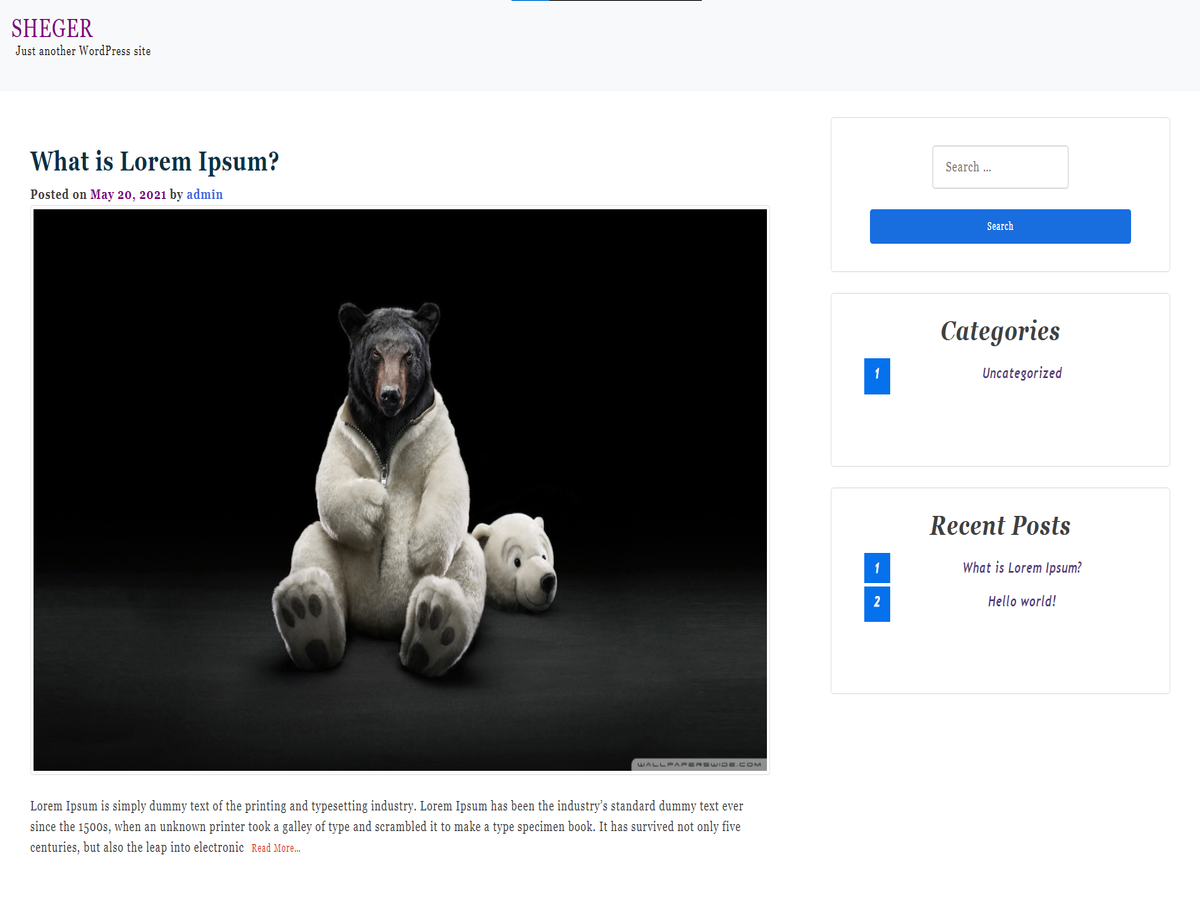 SHEGER
Just another WordPress site
What is Lorem Ipsum?
Posted on May 20, 2021 by admin
WALLPAPERSWIDE.COM
Lorem Ipsum is simply dummy text of the printing and typesetting industry. Lorem Ipsum has been the industry's standard dummy text ever
since the 1500s, when an unknown printer took a galley of type and scrambled it to make a type specimen book. It has survived not only five
centuries, but also the leap into electronic Read More...
Search ...
Search
Categories
1 Uncategorized
Recent Posts
1 What is Lorem Ipsum?
2 Hello world!